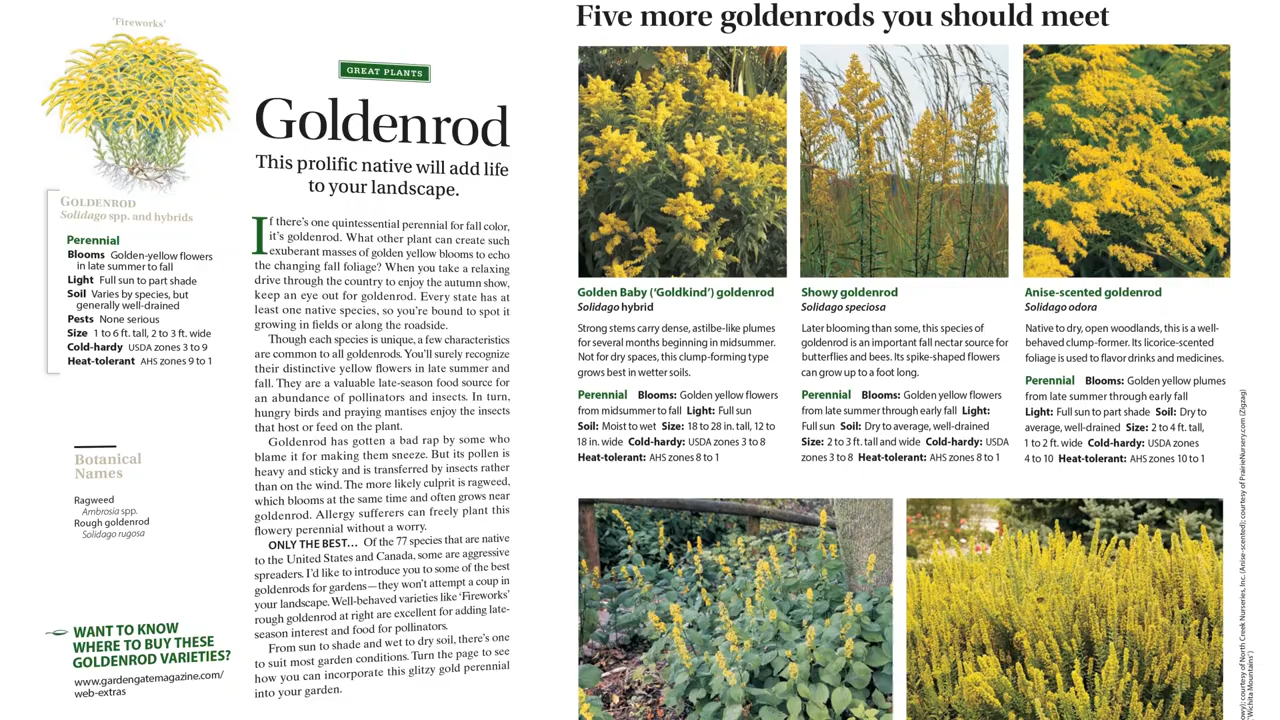 'Fireworks'
GOLDENROD
Solidago spp. and hybrids
Perennial
Blooms Golden-yellow flowers
in late summer to fall
Light Full sun to part shade
Soil Varies by species, but
generally well-drained
Pests None serious
Size 1 to 6 ft. tall, 2 to 3 ft. wide
Cold-hardy USDA zones 3 to 9
Heat-tolerant AHS zones 9 to 1
Botanical
Names
Ragweed
Ambrosia spp.
Rough goldenrod
Solidago rugosa
WANT TO KNOW
WHERE TO BUY THESE
GOLDENROD VARIETIES?
www.gardengatemagazine.com/
web-extras
GREAT PLANTS
Goldenrod
This prolific native will add life
to your landscape.
If there's one quintessential perennial for fall color,
it's goldenrod. What other plant can create such
exuberant masses of golden yellow blooms to echo
the changing fall foliage? When you take a relaxing
drive through the country to enjoy the autumn show,
keep an eye out for goldenrod. Every state has at
least one native species, so you're bound to spot it
growing in fields or along the roadside.
Though each species is unique, a few characteristics
are common to all goldenrods. You'll surely recognize
their distinctive yellow flowers in late summer and
fall. They are a valuable late-season food source for
an abundance of pollinators and insects. In turn,
hungry birds and praying mantises enjoy the insects
that host or feed on the plant.
Goldenrod has gotten a bad rap by some who
blame it for making them sneeze. But its pollen is
heavy and sticky and is transferred by insects rather
than on the wind. The more likely culprit is ragweed,
which blooms at the same time and often grows near
goldenrod. Allergy sufferers can freely plant this
flowery perennial without a worry.
ONLY THE BEST... Of the 77 species that are native
to the United States and Canada, some are aggressive
spreaders. I'd like to introduce you to some of the best
goldenrods for gardens—they won't attempt a coup in
your landscape. Well-behaved varieties like 'Fireworks'
rough goldenrod at right are excellent for adding late-
season interest and food for pollinators.
From sun to shade and wet to dry soil, there's one
to suit most garden conditions. Turn the page to see
how you can incorporate this glitzy gold perennial
into your garden.
Five more goldenrods you should meet
Golden Baby ('Goldkind') goldenrod
Solidago hybrid
Strong stems carry dense, astilbe-like plumes
for several months beginning in midsummer.
Not for dry spaces, this clump-forming type
grows best in wetter soils.
Perennial Blooms: Golden yellow flowers
from midsummer to fall Light: Full sun
Soil: Moist to wet Size: 18 to 28 in. tall, 12 to
18 in. wide Cold-hardy: USDA zones 3 to 8
Heat-tolerant: AHS zones 8 to 1
Showy goldenrod
Solidago speciosa
Later blooming than some, this species of
goldenrod is an important fall nectar source for
butterflies and bees. Its spike-shaped flowers
can grow up to a foot long.
Perennial Blooms: Golden yellow flowers
from late summer through early fall Light:
Full sun Soil: Dry to average, well-drained
Size: 2 to 3 ft. tall and wide Cold-hardy: USDA
zones 3 to 8 Heat-tolerant: AHS zones 8 to 1
Anise-scented goldenrod
Solidago odora
Native to dry, open woodlands, this is a well-
behaved clump-former. Its licorice-scented
foliage is used to flavor drinks and medicines.
Perennial Blooms: Golden yellow plumes
from late summer through early fall
Light: Full sun to part shade Soil: Dry to
average, well-drained Size: 2 to 4 ft. tall,
1 to 2 ft. wide Cold-hardy: USDA zones
4 to 10 Heat-tolerant: AHS zones 10 to 1
courtesy of North Creek Nurseries, Inc. (Anise-scented); courtesy of PrairieNursery.com (Zigzag)
'Wichita Mountains')